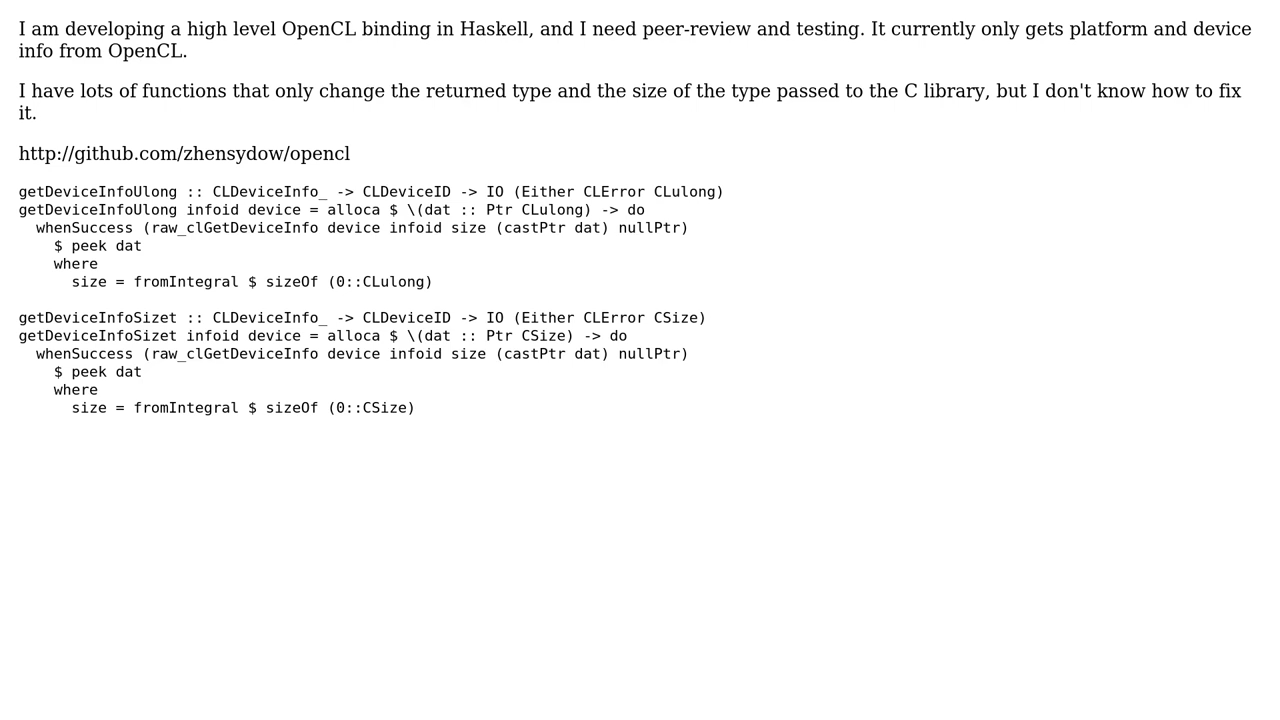 I am developing a high level OpenCL binding in Haskell, and I need peer-review and testing. It currently only gets platform and device
info from OpenCL.
I have lots of functions that only change the returned type and the size of the type passed to the C library, but I don't know how to fix
it.
http://github.com/zhensydow/opencl
getDeviceInfoUlong :: CLDeviceInfo_ -> CLDeviceID -> IO (Either CLError CLulong)
getDeviceInfoUlong infoid device = alloca $ \(dat :: Ptr CLulong) -> do
  whenSuccess (raw_clGetDeviceInfo device infoid size (castPtr dat) nullPtr)
    $ peek dat
    where
      size = fromIntegral $ sizeOf (0::CLulong)
getDeviceInfoSizet :: CLDeviceInfo_ -> CLDeviceID -> IO (Either CLError CSize)
getDeviceInfoSizet infoid device = alloca $ \(dat :: Ptr CSize) -> do
  whenSuccess (raw_clGetDeviceInfo device infoid size (castPtr dat) nullPtr)
    $ peek dat
    where
      size = fromIntegral $ sizeOf (0::CSize)